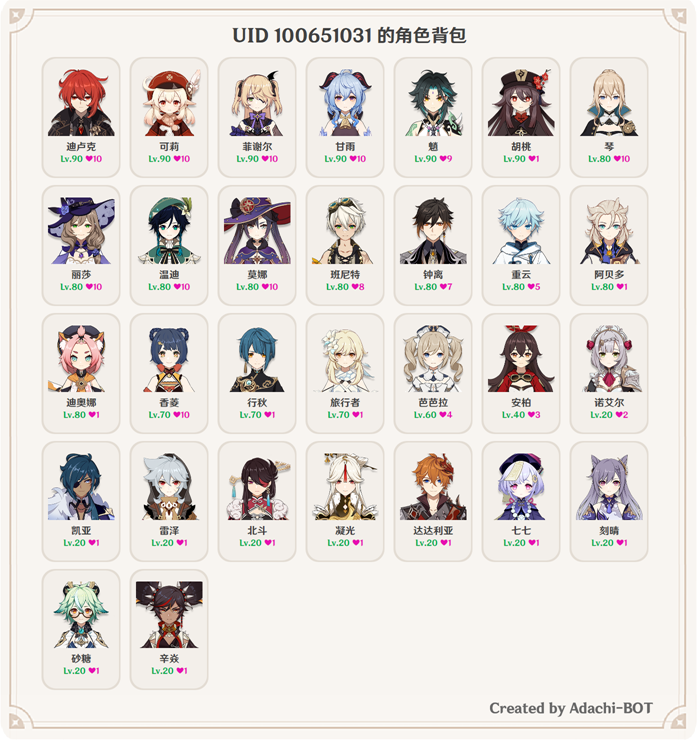 UID 100651031 的角色背包
迪卢克 可莉 菲谢尔 甘雨 魈 胡桃 琴
Lv.90 ♥10 Lv.90 ♥10 Lv.90 ♥10 Lv.90 ♥10 Lv.90 ♥9 Lv.90 ♥1 Lv.80 ♥10
丽莎 温迪 莫娜 班尼特 钟离 重云 阿贝多
Lv.80 ♥10 Lv.80 ♥10 Lv.80 ♥10 Lv.80 ♥8 Lv.80 ♥7 Lv.80 ♥5 Lv.80 ♥1
迪奥娜 香菱 行秋 旅行者 芭芭拉 安柏 诺艾尔
Lv.80 ♥1 Lv.70 ♥10 Lv.70 ♥1 Lv.70 ♥1 Lv.60 ♥4 Lv.40 ♥3 Lv.20 ♥2
凯亚 雷泽 北斗 凝光 达达利亚 七七 刻晴
Lv.20 ♥1 Lv.20 ♥1 Lv.20 ♥1 Lv.20 ♥1 Lv.20 ♥1 Lv.20 ♥1 Lv.20 ♥1
砂糖 辛焱
Lv.20 ♥1 Lv.20 ♥1
Created by Adachi-BOT